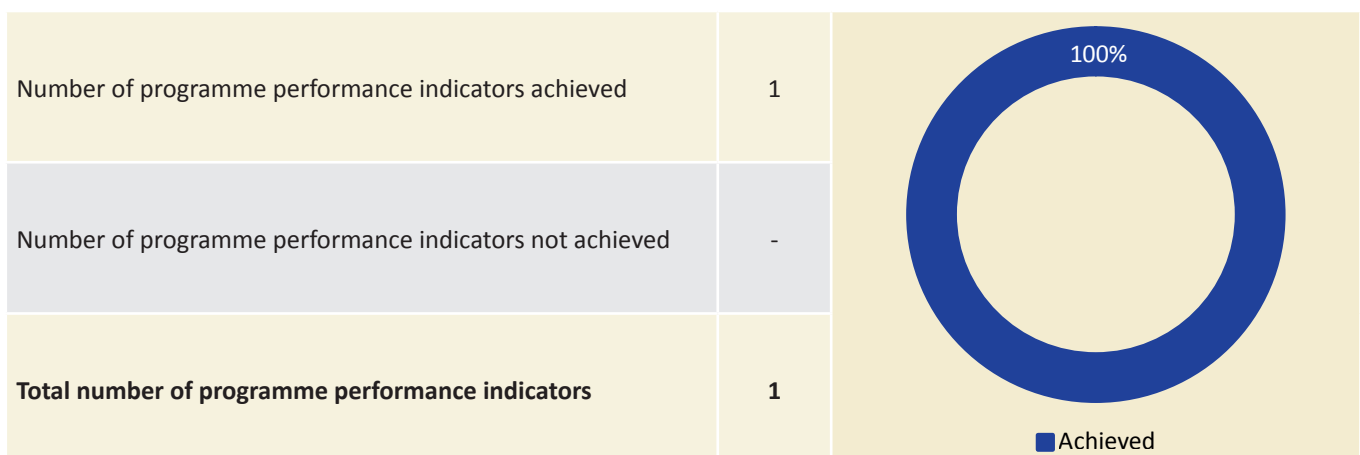 Number of programme performance indicators achieved 1
Number of programme performance indicators not achieved -
Total number of programme performance indicators 1
100%
Achieved